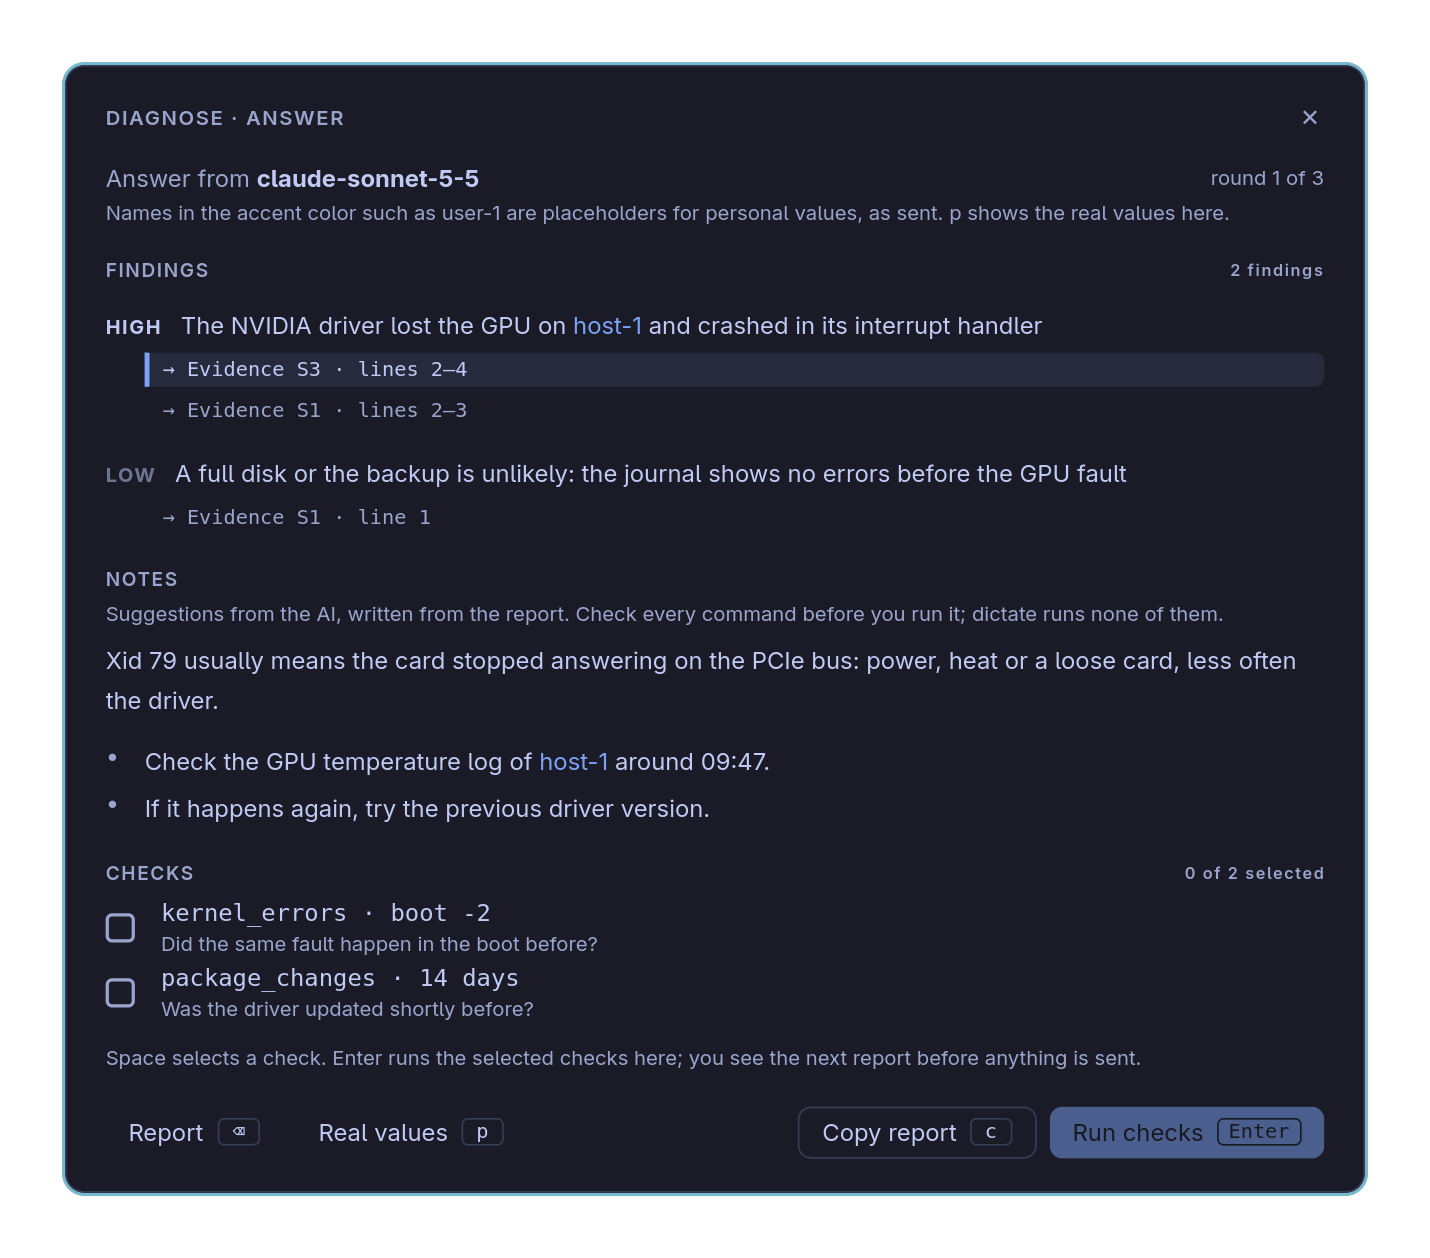 DIAGNOSE · ANSWER ✕
Answer from claude-sonnet-5-5 round 1 of 3
Names in the accent color such as user-1 are placeholders for personal values, as sent. p shows the real values here.
FINDINGS 2 findings
HIGH The NVIDIA driver lost the GPU on host-1 and crashed in its interrupt handler
→ Evidence S3 · lines 2–4
→ Evidence S1 · lines 2–3
LOW A full disk or the backup is unlikely: the journal shows no errors before the GPU fault
→ Evidence S1 · line 1
NOTES
Suggestions from the AI, written from the report. Check every command before you run it; dictate runs none of them.
Xid 79 usually means the card stopped answering on the PCIe bus: power, heat or a loose card, less often
the driver.
• Check the GPU temperature log of host-1 around 09:47.
• If it happens again, try the previous driver version.
CHECKS 0 of 2 selected
kernel_errors · boot -2
Did the same fault happen in the boot before?
package_changes · 14 days
Was the driver updated shortly before?
Space selects a check. Enter runs the selected checks here; you see the next report before anything is sent.
Report ⌫ Real values p Copy report c Run checks Enter